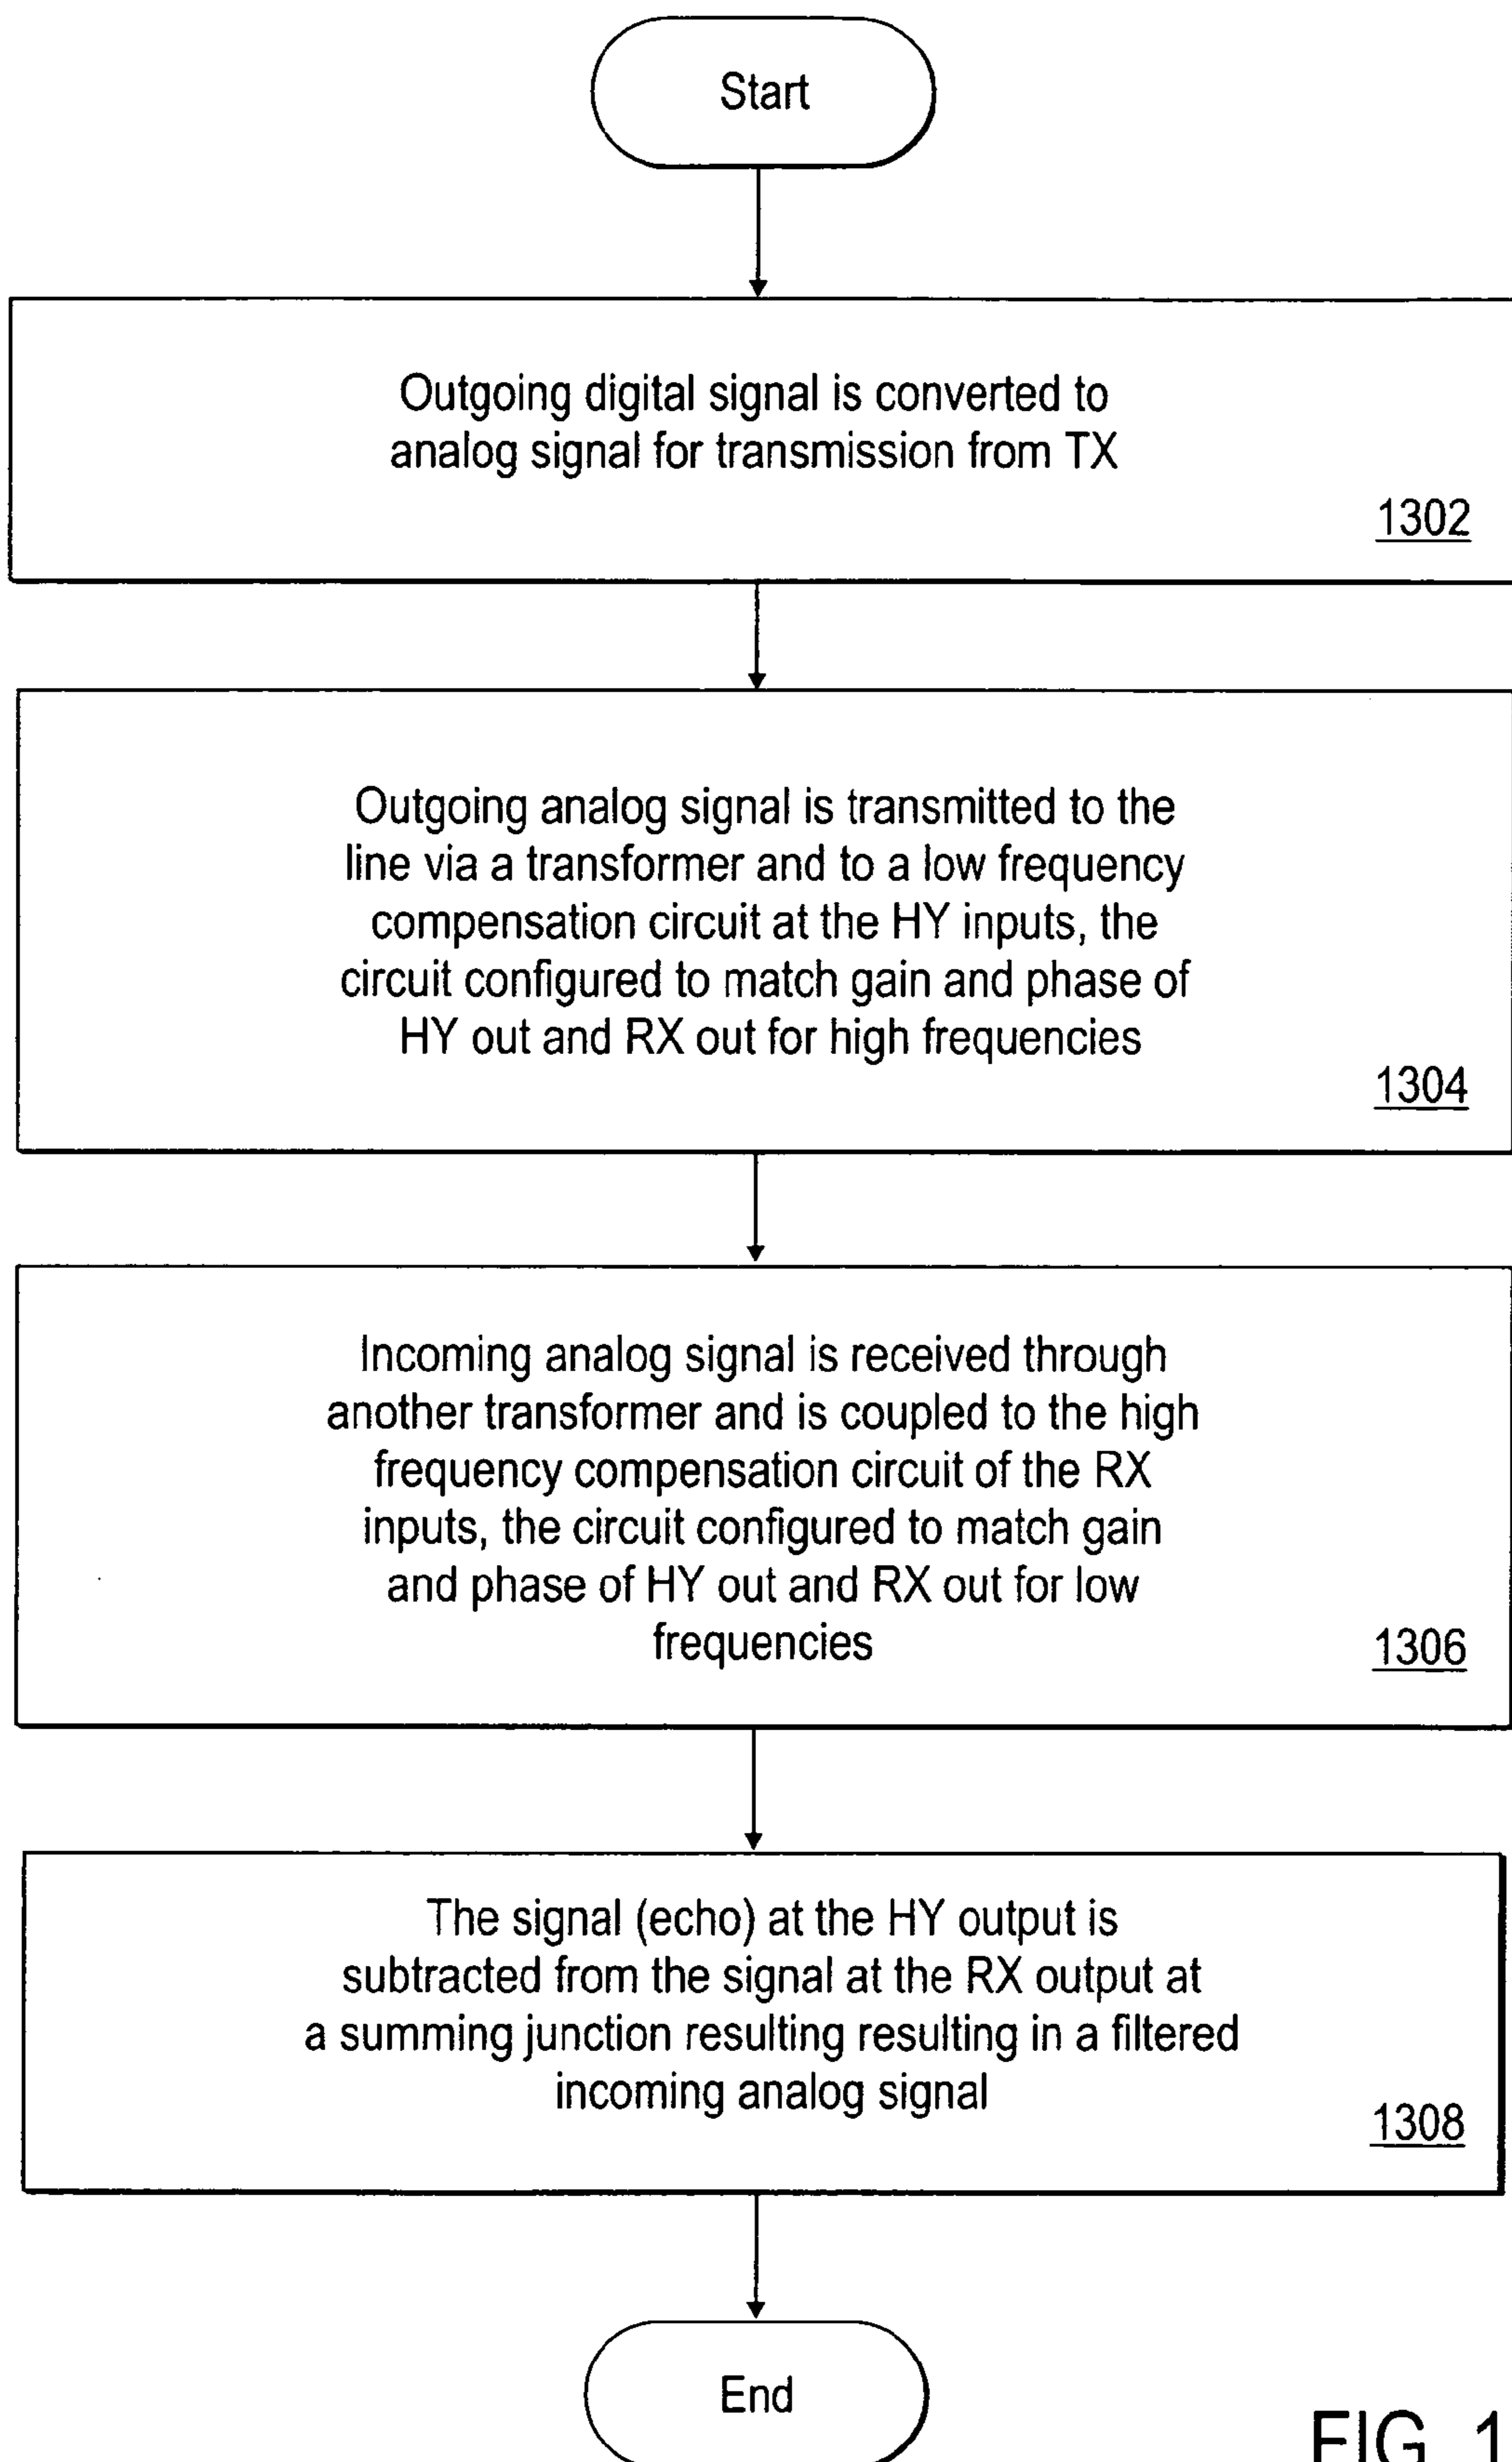 Start
Outgoing digital signal is converted to
analog signal for transmission from TX
1302
Outgoing analog signal is transmitted to the
line via a transformer and to a low frequency
compensation circuit at the HY inputs, the
circuit configured to match gain and phase of
HY out and RX out for high frequencies
1304
Incoming analog signal is received through
another transformer and is coupled to the high
frequency compensation circuit of the RX
inputs, the circuit configured to match gain
and phase of HY out and RX out for low
frequencies
1306
The signal (echo) at the HY output is
subtracted from the signal at the RX output at
a summing junction resulting resulting in a filtered
incoming analog signal
1308
End
FIG. 1